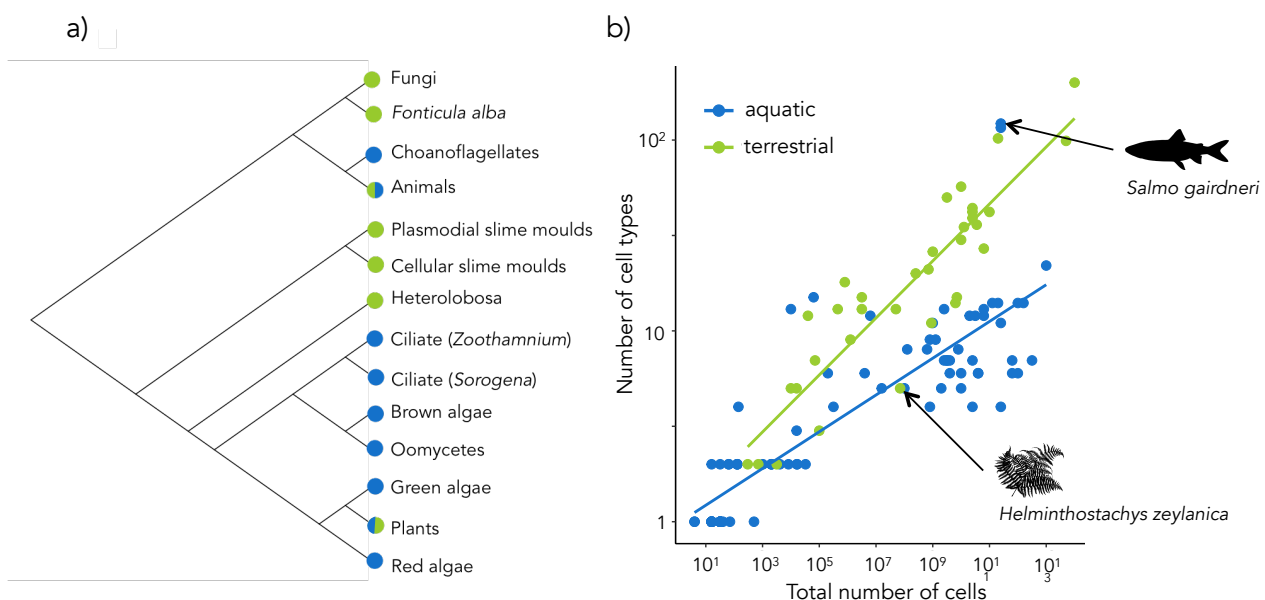 a)
Fungi
Fonticula alba
Choanoflagellates
Animals
Plasmodial slime moulds
Cellular slime moulds
Heterolobosa
Ciliate (Zoothamnium)
Ciliate (Sorogena)
Brown algae
Oomycetes
Green algae
Plants
Red algae
b)
Number of cell types
10²
10
1
aquatic
terrestrial
Salmo gairdneri
Helminthostachys zeylanica
10¹ 10³ 10⁵ 10⁷ 10⁹ 10¹ 10¹
1 3
Total number of cells